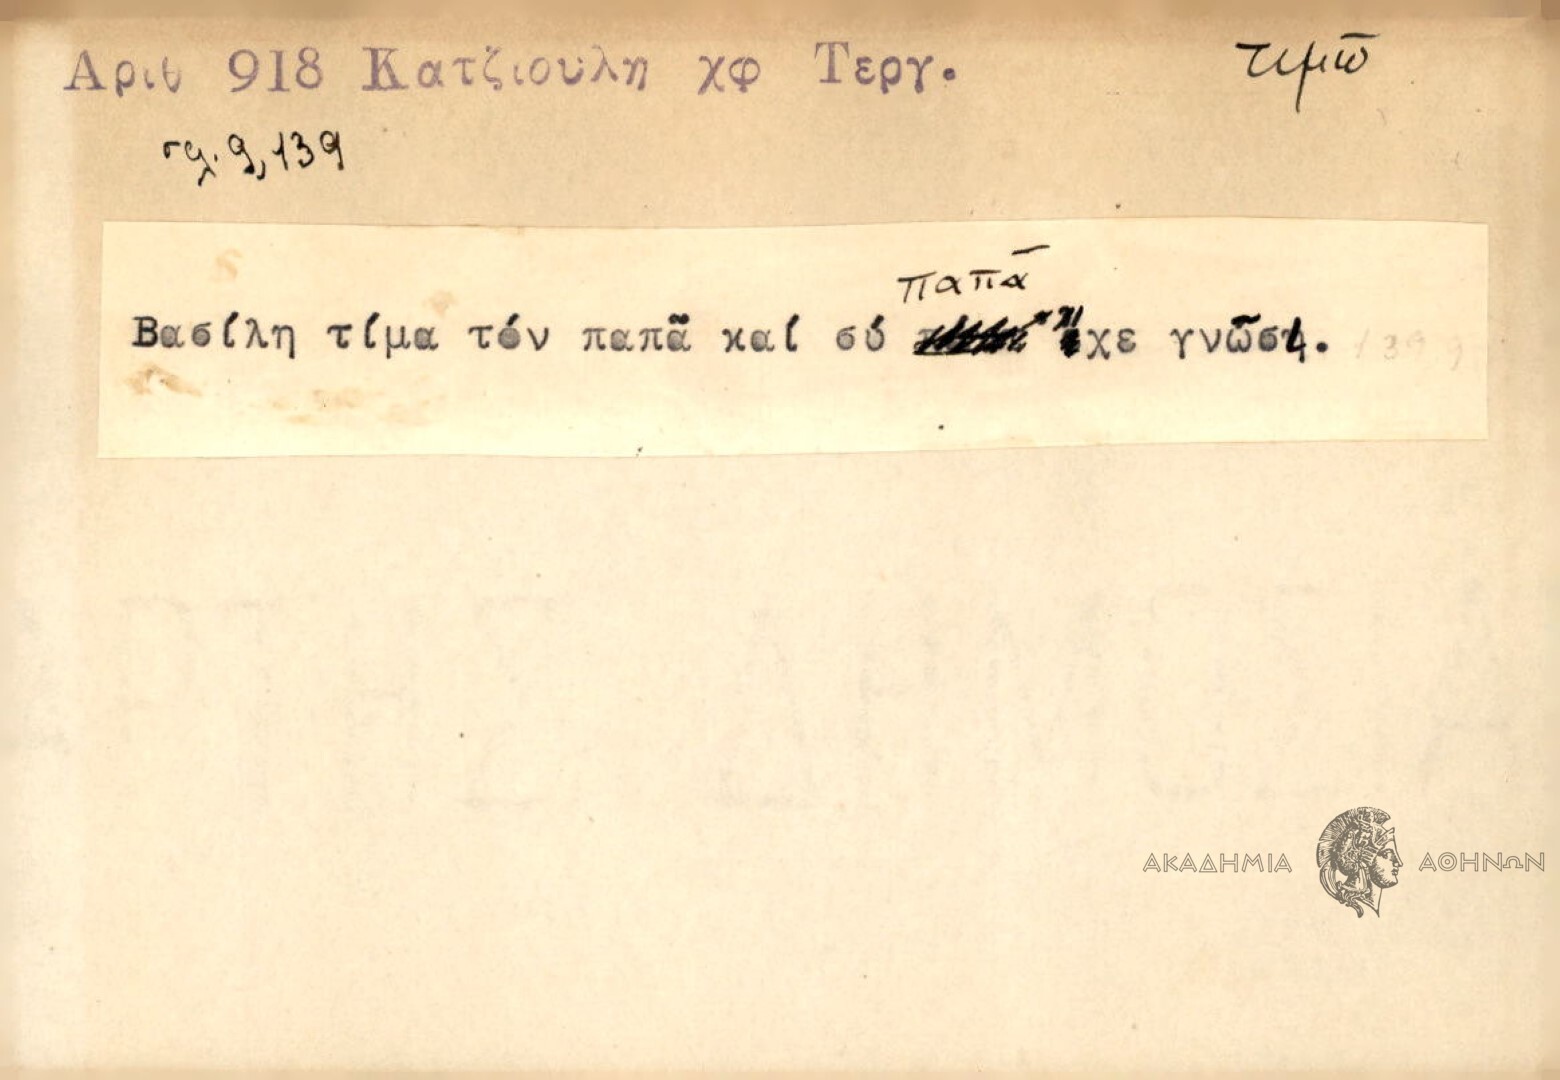 Αριθ 918 Κατζιουλη χφ Τεργ. τιμῶ
σελ. 9, 139
παπᾶ
Βασίλη τίμα τόν παπᾶ καί σύ ἔχε γνῶσι.
ΑΚΑΔΗΜΙΑ ΑΘΗΝΩΝ